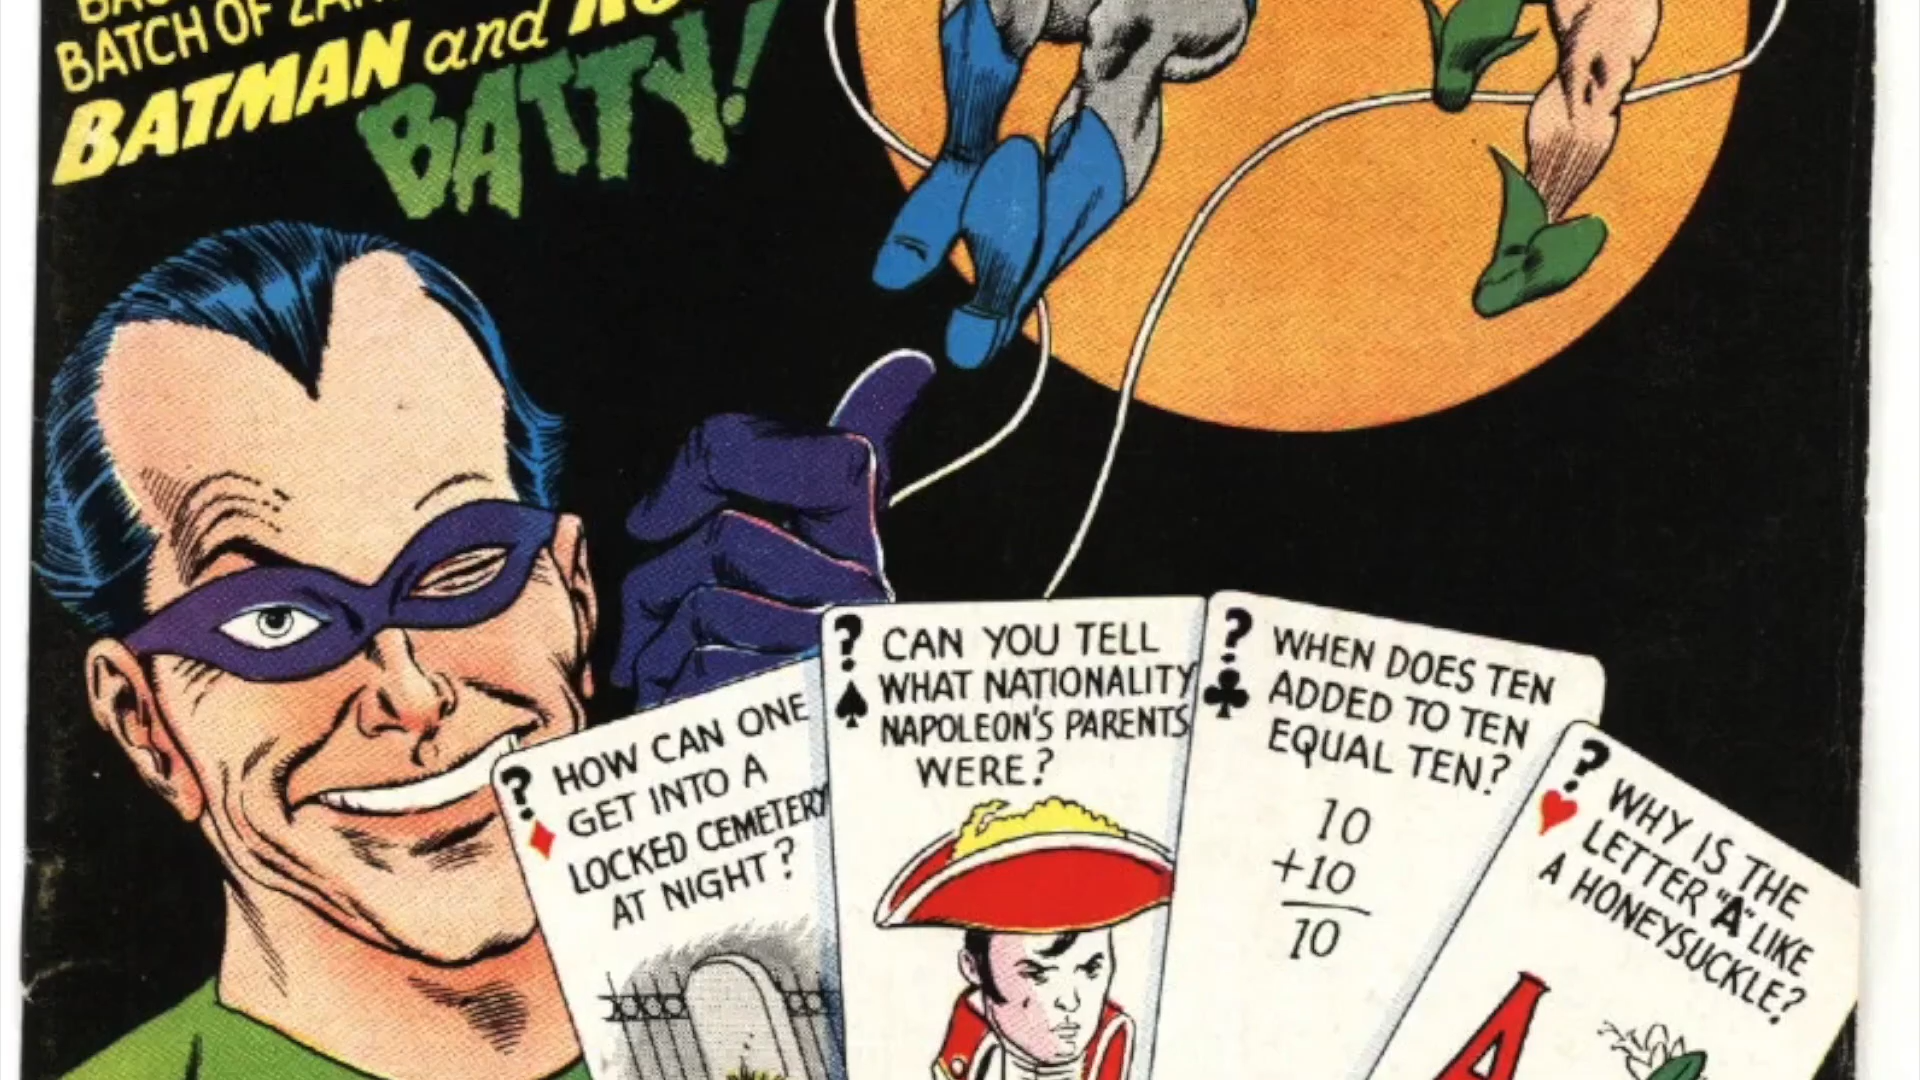 BATCH OF
BATMAN and
BATTY!
?
HOW CAN ONE
GET INTO A
LOCKED CEMETERY
AT NIGHT?
?
CAN YOU TELL
WHAT NATIONALITY
NAPOLEON'S PARENTS
WERE?
?
WHEN DOES TEN
ADDED TO TEN
EQUAL TEN?
10
+10
10
?
WHY IS THE
LETTER "A" LIKE
A HONEYSUCKLE?
A